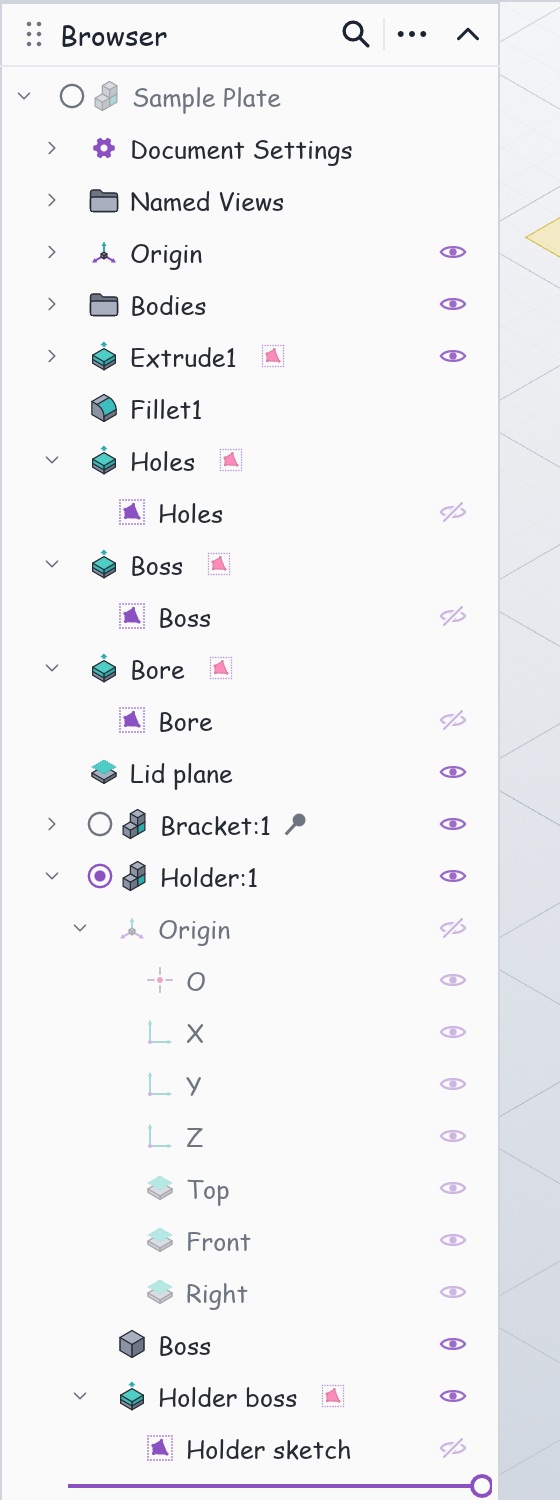 Browser
Sample Plate
Document Settings
Named Views
Origin
Bodies
Extrude1
Fillet1
Holes
Holes
Boss
Boss
Bore
Bore
Lid plane
Bracket:1
Holder:1
Origin
O
X
Y
Z
Top
Front
Right
Boss
Holder boss
Holder sketch